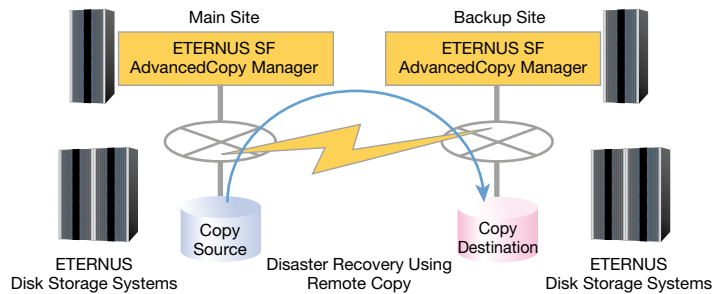 Main Site
Backup Site
ETERNUS SF
AdvancedCopy Manager
ETERNUS SF
AdvancedCopy Manager
Copy
Source
Copy
Destination
ETERNUS
Disk Storage Systems
Disaster Recovery Using
Remote Copy
ETERNUS
Disk Storage Systems